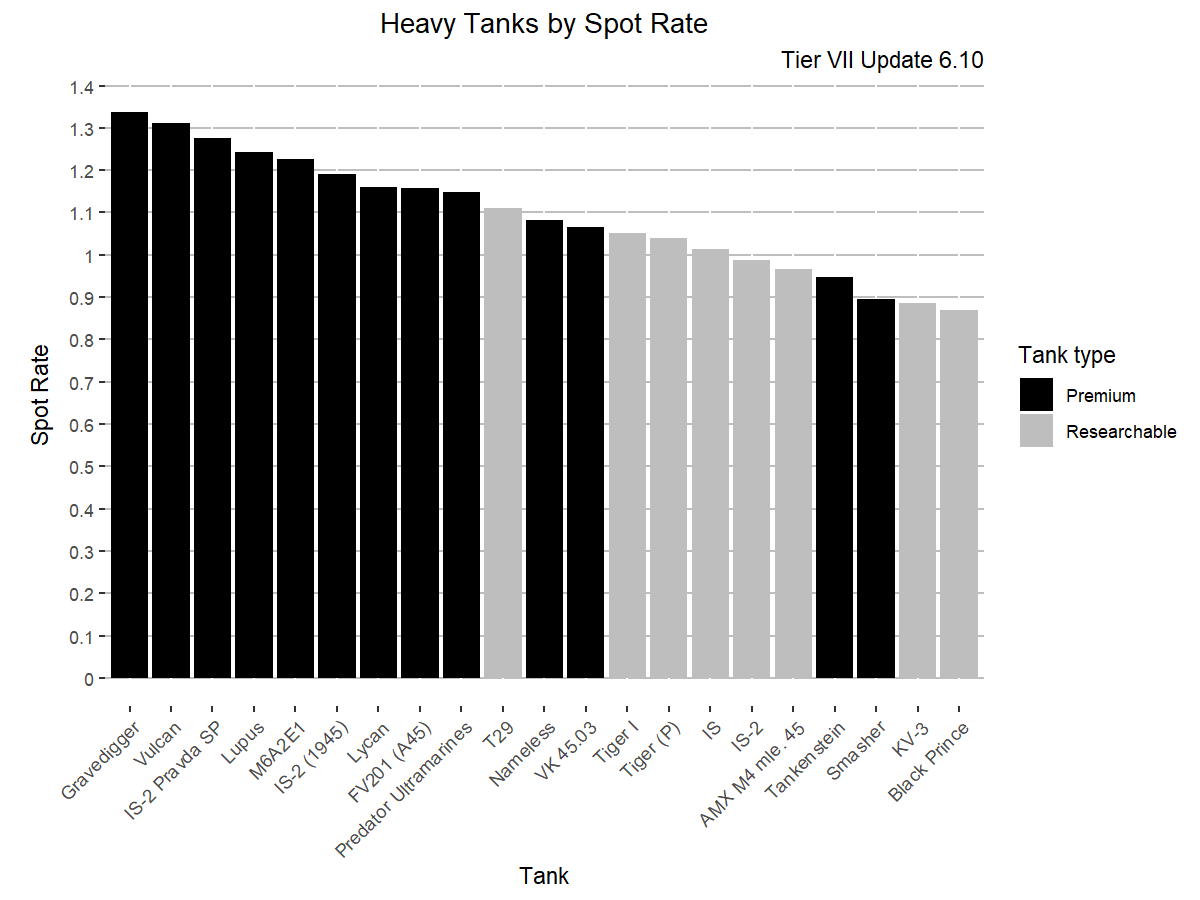 Heavy Tanks by Spot Rate
Tier VII Update 6.10
1.4
1.3
1.2
1.1
1
0.9
0.8
0.7
0.6
0.5
0.4
0.3
0.2
0.1
0
Spot Rate
Gravedigger
Vulcan
IS-2 Pravda SP
Lupus
M6A2E1
IS-2 (1945)
Lycan
FV201 (A45)
Predator Ultramarines
T29
Nameless
VK 45.03
Tiger I
Tiger (P)
IS
IS-2
AMX M4 mle. 45
Tankenstein
Smasher
KV-3
Black Prince
Tank
Tank type
Premium
Researchable